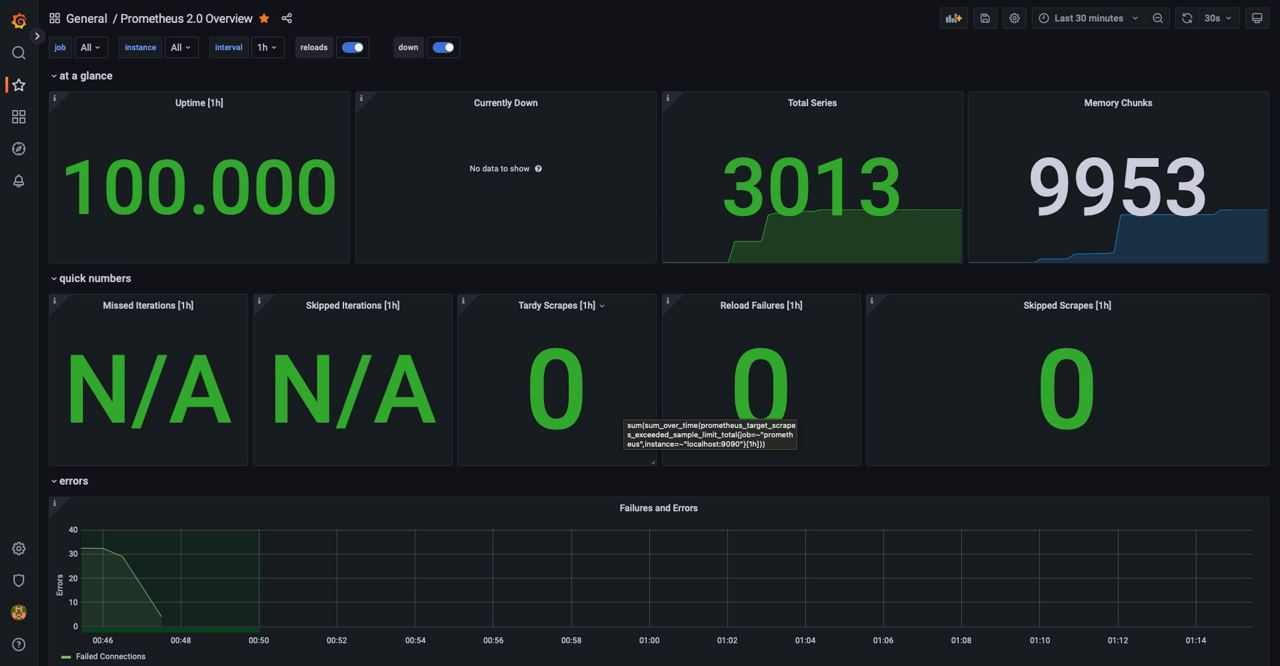 General / Prometheus 2.0 Overview
Last 30 minutes
30s
job All instance All interval 1h reloads down
at a glance
Uptime [1h]
100.000
Currently Down
No data to show
Total Series
3013
Memory Chunks
9953
quick numbers
Missed Iterations [1h]
N/A
Skipped Iterations [1h]
N/A
Tardy Scrapes [1h]
0
Reload Failures [1h]
0
Skipped Scrapes [1h]
0
sum(sum_over_time(prometheus_target_scrape
s_exceeded_sample_limit_total{job=~"prometh
eus",instance=~"localhost:9090"}[1h]))
errors
Failures and Errors
Errors
40
30
20
10
0
00:46 00:48 00:50 00:52 00:54 00:56 00:58 01:00 01:02 01:04 01:06 01:08 01:10 01:12 01:14
Failed Connections